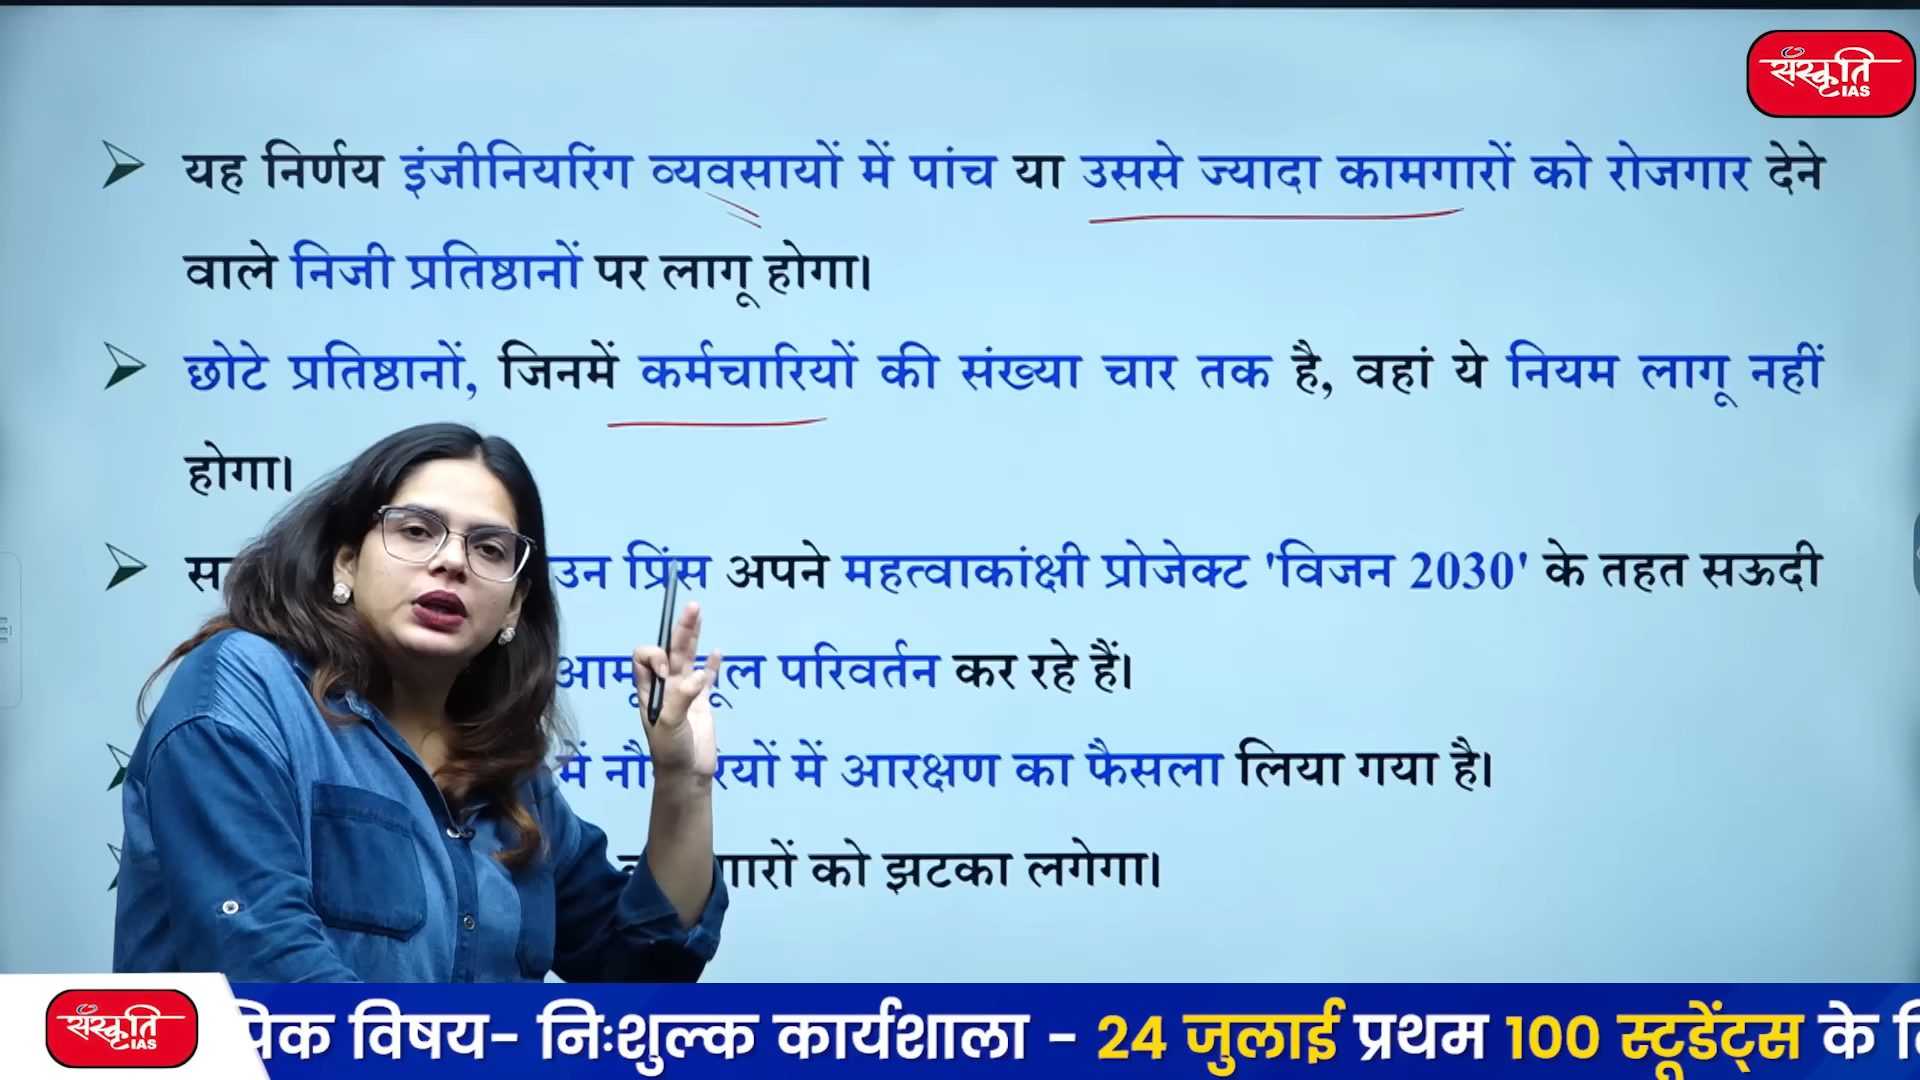 संस्कृति
IAS
यह निर्णय इंजीनियरिंग व्यवसायों में पांच या उससे ज्यादा कामगारों को रोजगार देने
वाले निजी प्रतिष्ठानों पर लागू होगा।
छोटे प्रतिष्ठानों, जिनमें कर्मचारियों की संख्या चार तक है, वहां ये नियम लागू नहीं
होगा।
प्रिंस अपने महत्वाकांक्षी प्रोजेक्ट 'विजन 2030' के तहत सऊदी
परिवर्तन कर रहे हैं।
में में आरक्षण का फैसला लिया गया है।
को झटका लगेगा।
संस्कृति
IAS
विषय- निःशुल्क कार्यशाला - 24 जुलाई प्रथम 100 स्टूडेंट्स के